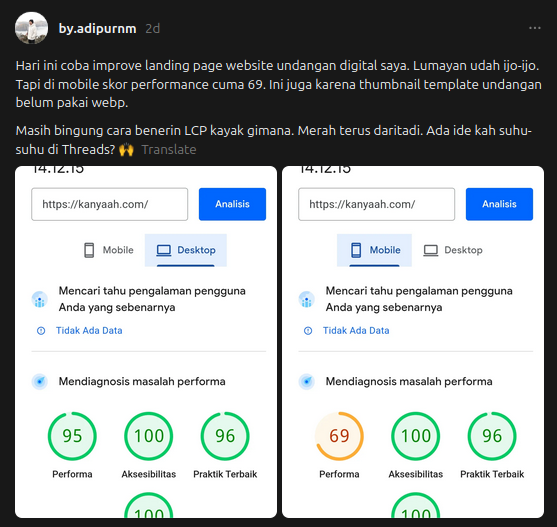 by.adipurnm 2d
Hari ini coba improve landing page website undangan digital saya. Lumayan udah ijo-ijo.
Tapi di mobile skor performance cuma 69. Ini juga karena thumbnail template undangan
belum pakai webp.
Masih bingung cara benerin LCP kayak gimana. Merah terus daritadi. Ada ide kah suhu-
suhu di Threads? 🙌 Translate
14.12.15
https://kanyaah.com/ Analisis
Mobile Desktop
Mencari tahu pengalaman pengguna
Anda yang sebenarnya
Tidak Ada Data
Mendiagnosis masalah performa
95 100 96
Performa Aksesibilitas Praktik Terbaik
100
14.12.15
https://kanyaah.com/ Analisis
Mobile Desktop
Mencari tahu pengalaman pengguna
Anda yang sebenarnya
Tidak Ada Data
Mendiagnosis masalah performa
69 100 96
Performa Aksesibilitas Praktik Terbaik
100